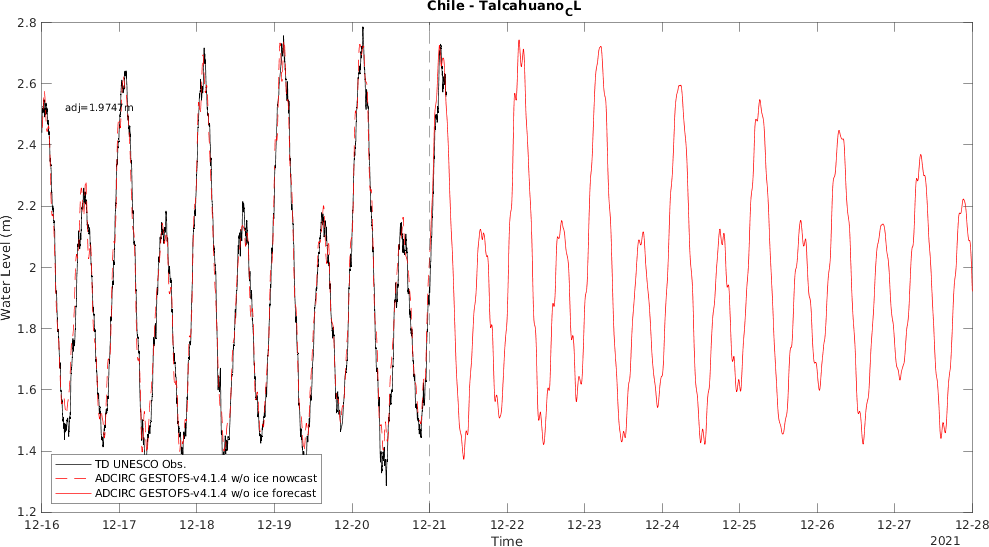 Chile - Talcahuano_CL
2.8
2.6
2.4
2.2
2
1.8
1.6
1.4
1.2
Water Level (m)
adj=1.9747m
TD UNESCO Obs.
ADCIRC GESTOFS-v4.1.4 w/o ice nowcast
ADCIRC GESTOFS-v4.1.4 w/o ice forecast
12-16 12-17 12-18 12-19 12-20 12-21 12-22 12-23 12-24 12-25 12-26 12-27 12-28
Time
2021